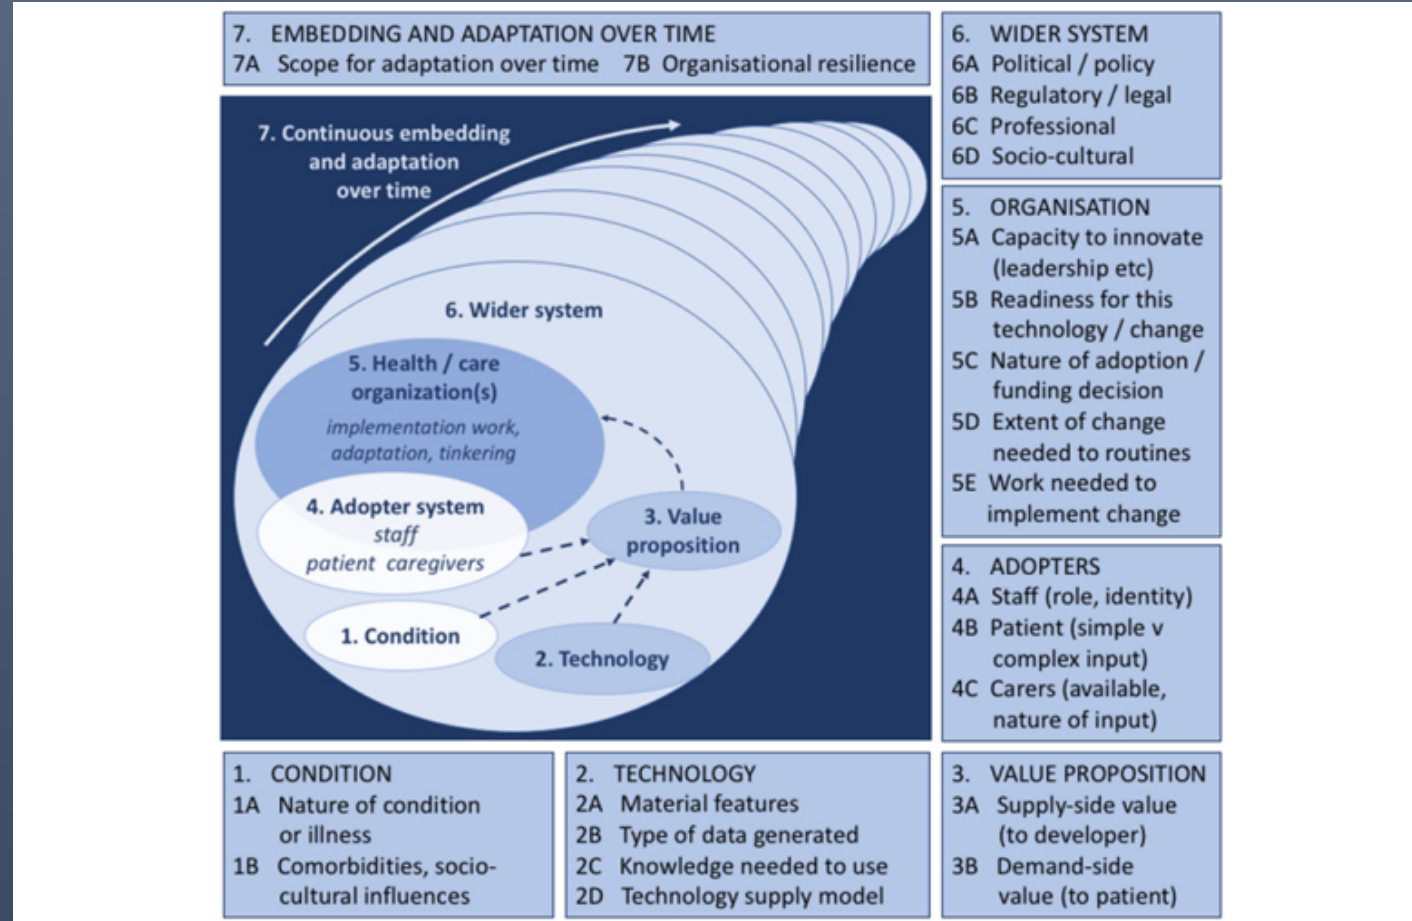 7. EMBEDDING AND ADAPTATION OVER TIME
7A Scope for adaptation over time 7B Organisational resilience
7. Continuous embedding
and adaptation
over time
6. Wider system
5. Health / care
organization(s)
implementation work,
adaptation, tinkering
4. Adopter system
staff
patient caregivers
3. Value
proposition
1. Condition
2. Technology
6. WIDER SYSTEM
6A Political / policy
6B Regulatory / legal
6C Professional
6D Socio-cultural
5. ORGANISATION
5A Capacity to innovate
(leadership etc)
5B Readiness for this
technology / change
5C Nature of adoption /
funding decision
5D Extent of change
needed to routines
5E Work needed to
implement change
4. ADOPTERS
4A Staff (role, identity)
4B Patient (simple v
complex input)
4C Carers (available,
nature of input)
1. CONDITION
1A Nature of condition
or illness
1B Comorbidities, socio-
cultural influences
2. TECHNOLOGY
2A Material features
2B Type of data generated
2C Knowledge needed to use
2D Technology supply model
3. VALUE PROPOSITION
3A Supply-side value
(to developer)
3B Demand-side
value (to patient)